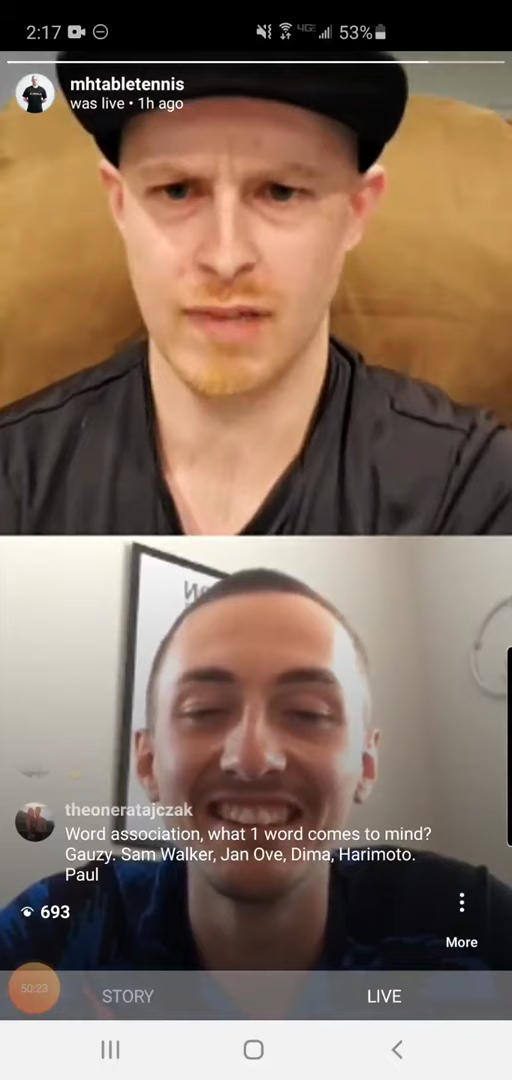 2:17
4G
53%
mhtabletennis
was live • 1h ago
theoneratajczak
Word association, what 1 word comes to mind?
Gauzy. Sam Walker, Jan Ove, Dima, Harimoto.
Paul
693
More
50:23
STORY
LIVE